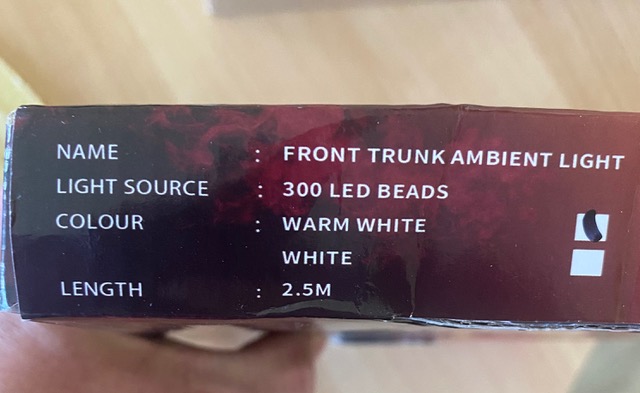 NAME : FRONT TRUNK AMBIENT LIGHT
LIGHT SOURCE : 300 LED BEADS
COLOUR : WARM WHITE
WHITE
LENGTH : 2.5M